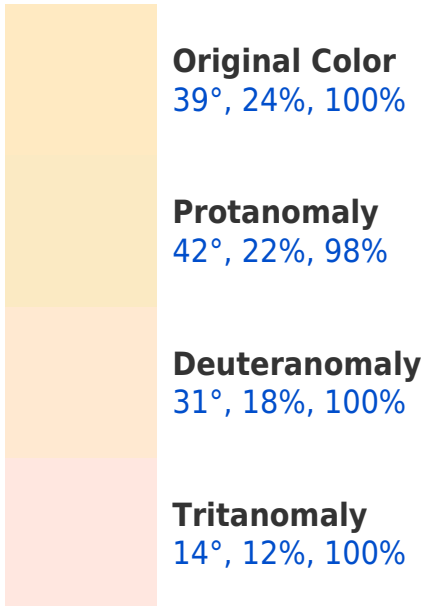 Original Color
39°, 24%, 100%
Protanomaly
42°, 22%, 98%
Deuteranomaly
31°, 18%, 100%
Tritanomaly
14°, 12%, 100%